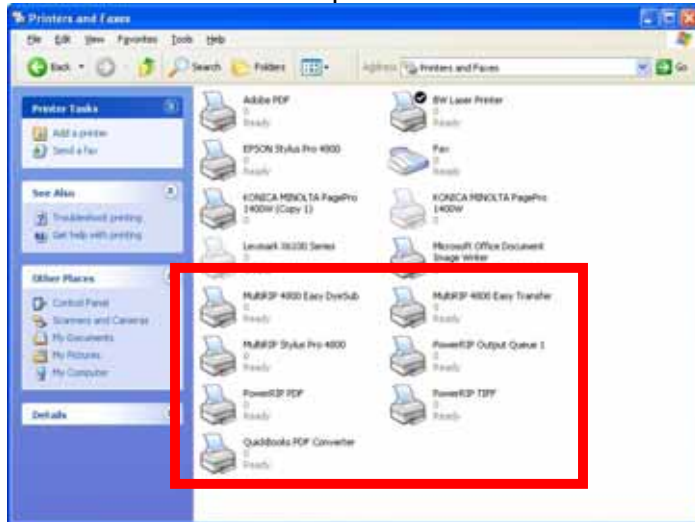 Printers and Faxes
File Edit View Favorites Tools Help
Back Search Folders Address Printers and Faxes Go
Printer Tasks
Add a printer
Send a fax
See Also
Troubleshoot printing
Get help with printing
Other Places
Control Panel
Scanners and Cameras
My Documents
My Pictures
My Computer
Details
Adobe PDF
0
Ready
BW Laser Printer
0
Ready
EPSON Stylus Pro 4800
0
Ready
Fax
0
Ready
KONICA MINOLTA PagePro
1400W (Copy 1)
0
KONICA MINOLTA PagePro
1400W
0
Lexmark X6100 Series
0
Ready
Microsoft Office Document
Image Writer
0
MultiRIP 4800 Easy DyeSub
0
Ready
MultiRIP 4800 Easy Transfer
0
Ready
MultiRIP Stylus Pro 4800
0
Ready
PowerRIP Output Queue 1
0
Ready
PowerRIP PDF
0
Ready
PowerRIP TIFF
0
Ready
QuickBooks PDF Converter
0
Ready